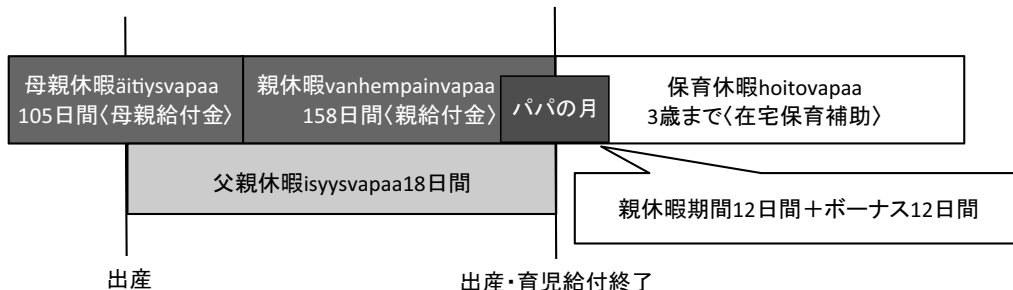 母親休暇äitiysvapaa
105日間〈母親給付金〉
親休暇vanhempainvapaa
158日間〈親給付金〉
パパの月
保育休暇hoitovapaa
3歳まで〈在宅保育補助〉
父親休暇isyysvapaa18日間
親休暇期間12日間＋ボーナス12日間
出産
出産・育児給付終了